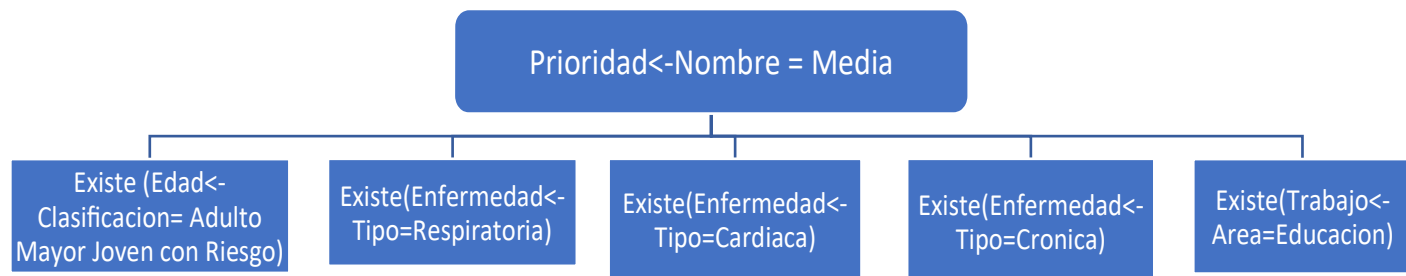 Prioridad<-Nombre = Media
Existe (Edad<-
Clasificacion= Adulto
Mayor Joven con Riesgo)
Existe(Enfermedad<-
Tipo=Respiratoria)
Existe(Enfermedad<-
Tipo=Cardiaca)
Existe(Enfermedad<-
Tipo=Cronica)
Existe(Trabajo<-
Area=Educacion)